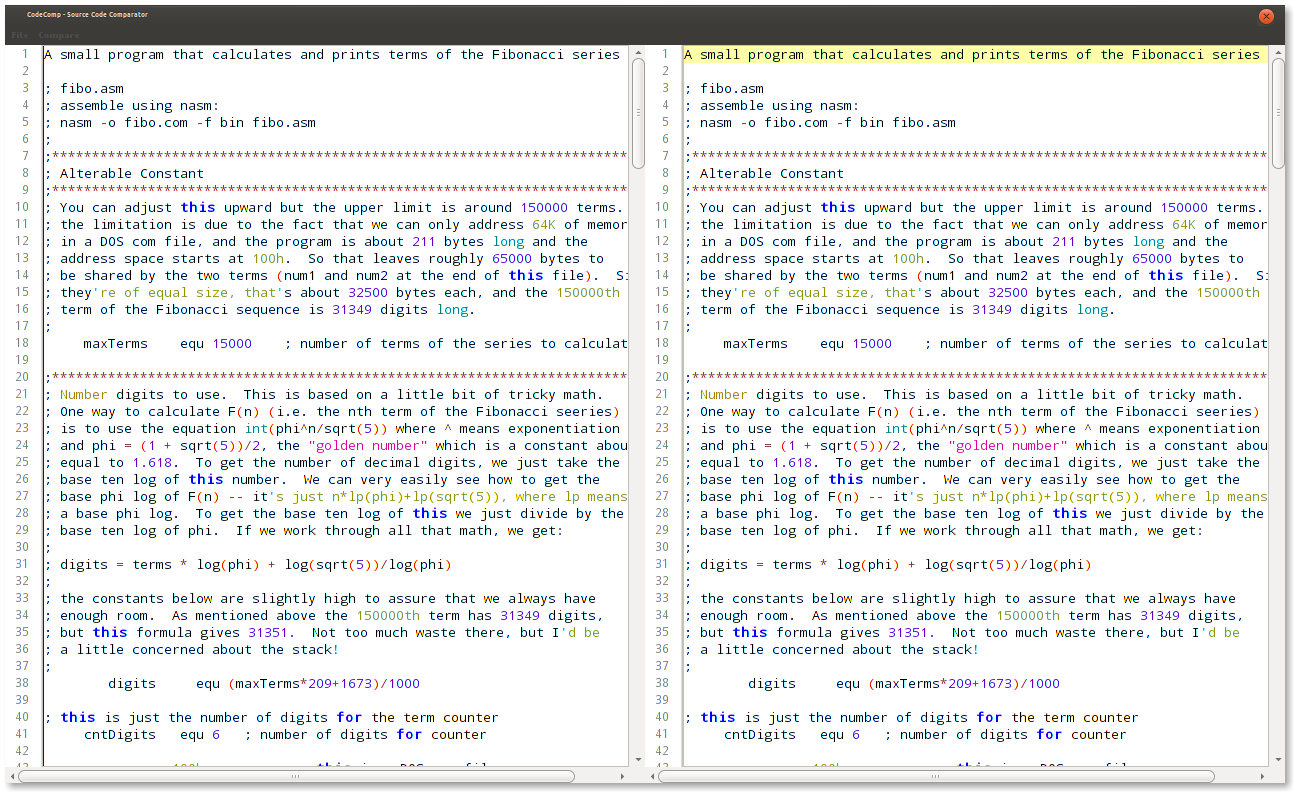 CodeComp - Source Code Comparator
File Compare
1 A small program that calculates and prints terms of the Fibonacci series
2
3 ; fibo.asm
4 ; assemble using nasm:
5 ; nasm -o fibo.com -f bin fibo.asm
6 ;
7 ;************************************************************************
8 ; Alterable Constant
9 ;************************************************************************
10 ; You can adjust this upward but the upper limit is around 150000 terms.
11 ; the limitation is due to the fact that we can only address 64K of memor
12 ; in a DOS com file, and the program is about 211 bytes long and the
13 ; address space starts at 100h.  So that leaves roughly 65000 bytes to
14 ; be shared by the two terms (num1 and num2 at the end of this file).  Si
15 ; they're of equal size, that's about 32500 bytes each, and the 150000th
16 ; term of the Fibonacci sequence is 31349 digits long.
17 ;
18      maxTerms    equ 15000    ; number of terms of the series to calculat
19
20 ;************************************************************************
21 ; Number digits to use.  This is based on a little bit of tricky math.
22 ; One way to calculate F(n) (i.e. the nth term of the Fibonacci seeries)
23 ; is to use the equation int(phi^n/sqrt(5)) where ^ means exponentiation
24 ; and phi = (1 + sqrt(5))/2, the "golden number" which is a constant abou
25 ; equal to 1.618.  To get the number of decimal digits, we just take the
26 ; base ten log of this number.  We can very easily see how to get the
27 ; base phi log of F(n) -- it's just n*lp(phi)+lp(sqrt(5)), where lp means
28 ; a base phi log.  To get the base ten log of this we just divide by the
29 ; base ten log of phi.  If we work through all that math, we get:
30 ;
31 ; digits = terms * log(phi) + log(sqrt(5))/log(phi)
32 ;
33 ; the constants below are slightly high to assure that we always have
34 ; enough room.  As mentioned above the 150000th term has 31349 digits,
35 ; but this formula gives 31351.  Not too much waste there, but I'd be
36 ; a little concerned about the stack!
37 ;
38         digits     equ (maxTerms*209+1673)/1000
39
40 ; this is just the number of digits for the term counter
41      cntDigits   equ 6   ; number of digits for counter
42
1 A small program that calculates and prints terms of the Fibonacci series
2
3 ; fibo.asm
4 ; assemble using nasm:
5 ; nasm -o fibo.com -f bin fibo.asm
6 ;
7 ;************************************************************************
8 ; Alterable Constant
9 ;************************************************************************
10 ; You can adjust this upward but the upper limit is around 150000 terms.
11 ; the limitation is due to the fact that we can only address 64K of memor
12 ; in a DOS com file, and the program is about 211 bytes long and the
13 ; address space starts at 100h.  So that leaves roughly 65000 bytes to
14 ; be shared by the two terms (num1 and num2 at the end of this file).  Si
15 ; they're of equal size, that's about 32500 bytes each, and the 150000th
16 ; term of the Fibonacci sequence is 31349 digits long.
17 ;
18      maxTerms    equ 15000    ; number of terms of the series to calculat
19
20 ;************************************************************************
21 ; Number digits to use.  This is based on a little bit of tricky math.
22 ; One way to calculate F(n) (i.e. the nth term of the Fibonacci seeries)
23 ; is to use the equation int(phi^n/sqrt(5)) where ^ means exponentiation
24 ; and phi = (1 + sqrt(5))/2, the "golden number" which is a constant abou
25 ; equal to 1.618.  To get the number of decimal digits, we just take the
26 ; base ten log of this number.  We can very easily see how to get the
27 ; base phi log of F(n) -- it's just n*lp(phi)+lp(sqrt(5)), where lp means
28 ; a base phi log.  To get the base ten log of this we just divide by the
29 ; base ten log of phi.  If we work through all that math, we get:
30 ;
31 ; digits = terms * log(phi) + log(sqrt(5))/log(phi)
32 ;
33 ; the constants below are slightly high to assure that we always have
34 ; enough room.  As mentioned above the 150000th term has 31349 digits,
35 ; but this formula gives 31351.  Not too much waste there, but I'd be
36 ; a little concerned about the stack!
37 ;
38         digits     equ (maxTerms*209+1673)/1000
39
40 ; this is just the number of digits for the term counter
41      cntDigits   equ 6   ; number of digits for counter
42